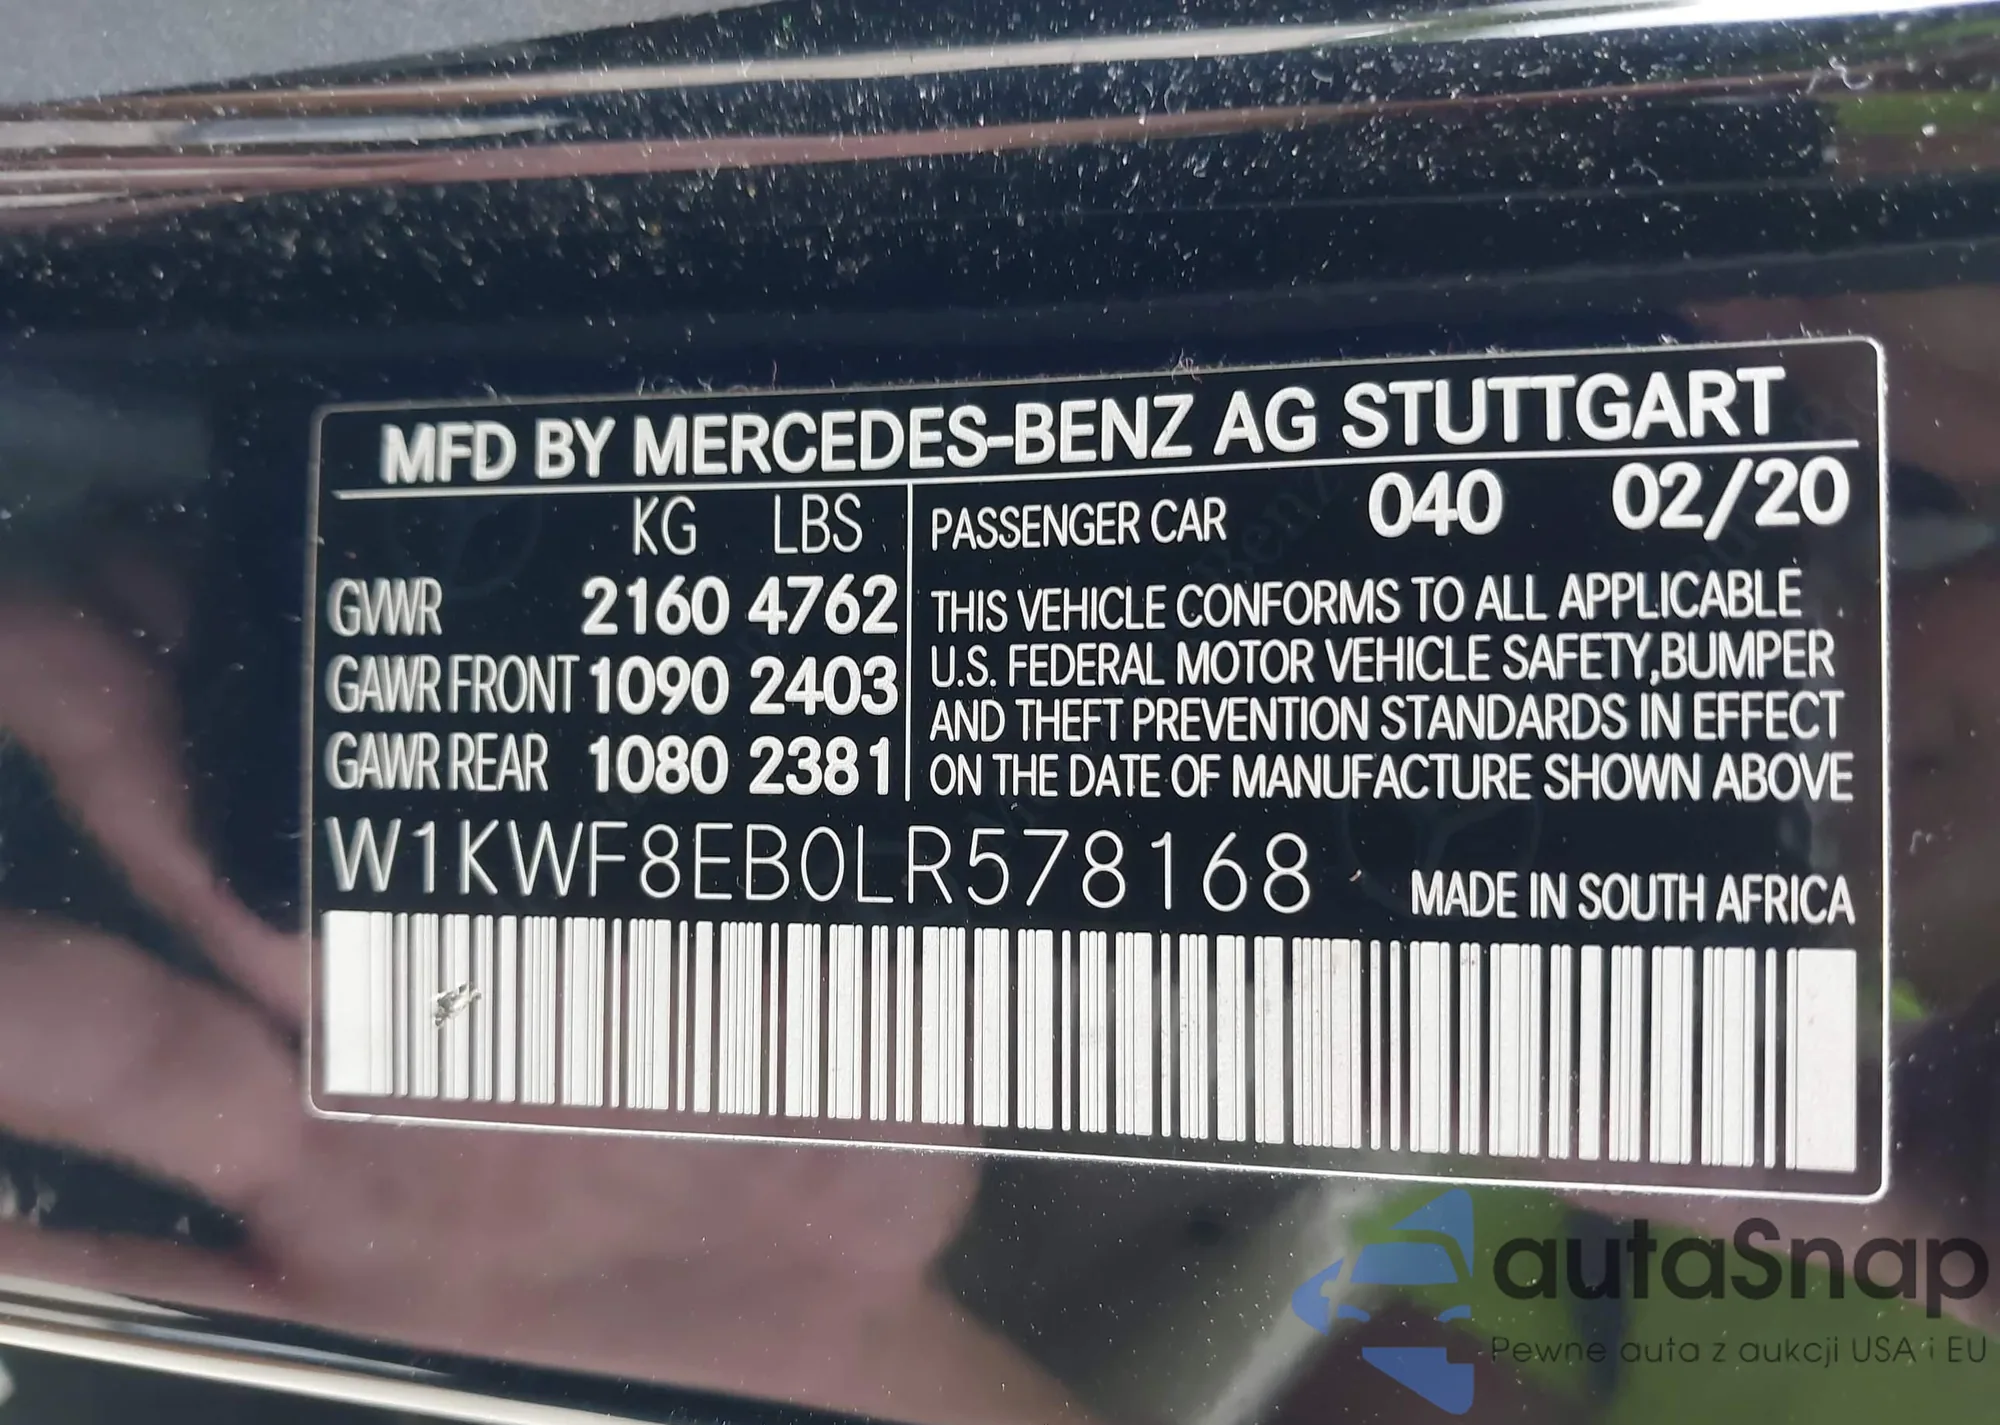 MFD BY MERCEDES-BENZ AG STUTTGART
KG LBS
GVWR 2160 4762
GAWR FRONT 1090 2403
GAWR REAR 1080 2381
PASSENGER CAR 040 02/20
THIS VEHICLE CONFORMS TO ALL APPLICABLE
U.S. FEDERAL MOTOR VEHICLE SAFETY,BUMPER
AND THEFT PREVENTION STANDARDS IN EFFECT
ON THE DATE OF MANUFACTURE SHOWN ABOVE
W1KWF8EB0LR578168
MADE IN SOUTH AFRICA
autaSnap
Pewne auta z aukcji USA i EU